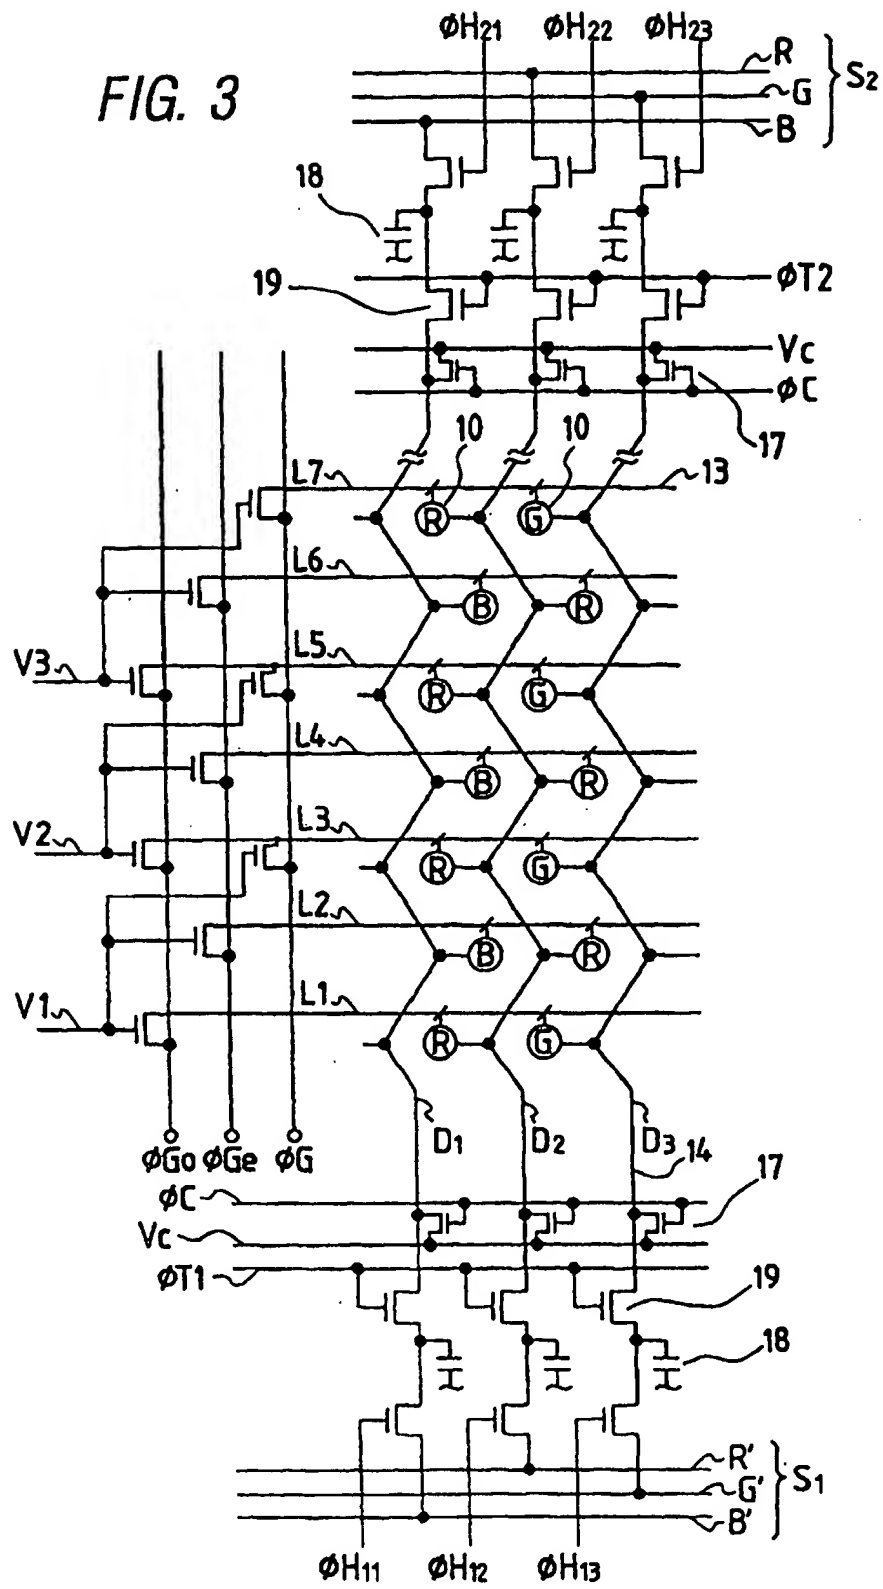 FIG. 3
øH21 øH22 øH23
R
G
B
S2
18
19
øT2
Vc
øC
17
10 10
L7 13
R G
L6
B R
V3 L5
R G
L4
B R
V2 L3
R G
L2
B R
V1 L1
R G
D1 D2 D3
øGo øGe øG
14
øC 17
Vc
øT1
19
18
R'
G'
B'
S1
øH11 øH12 øH13